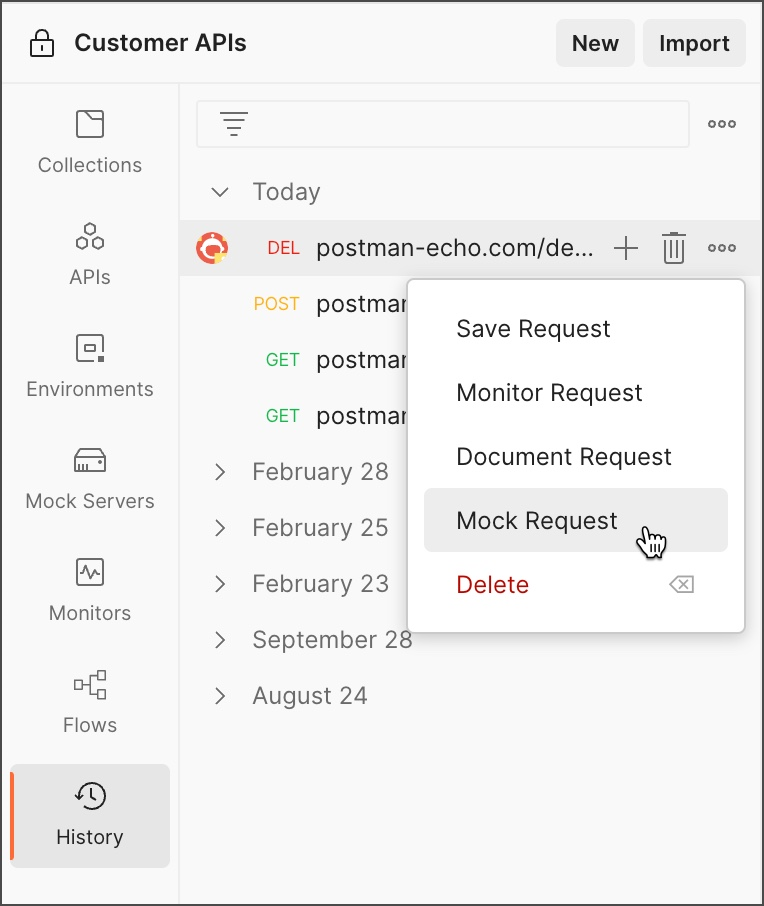 Customer APIs
New
Import
Collections
APIs
Environments
Mock Servers
Monitors
Flows
History
Today
DEL postman-echo.com/de...
POST postman
GET postman
GET postman
February 28
February 25
February 23
September 28
August 24
Save Request
Monitor Request
Document Request
Mock Request
Delete